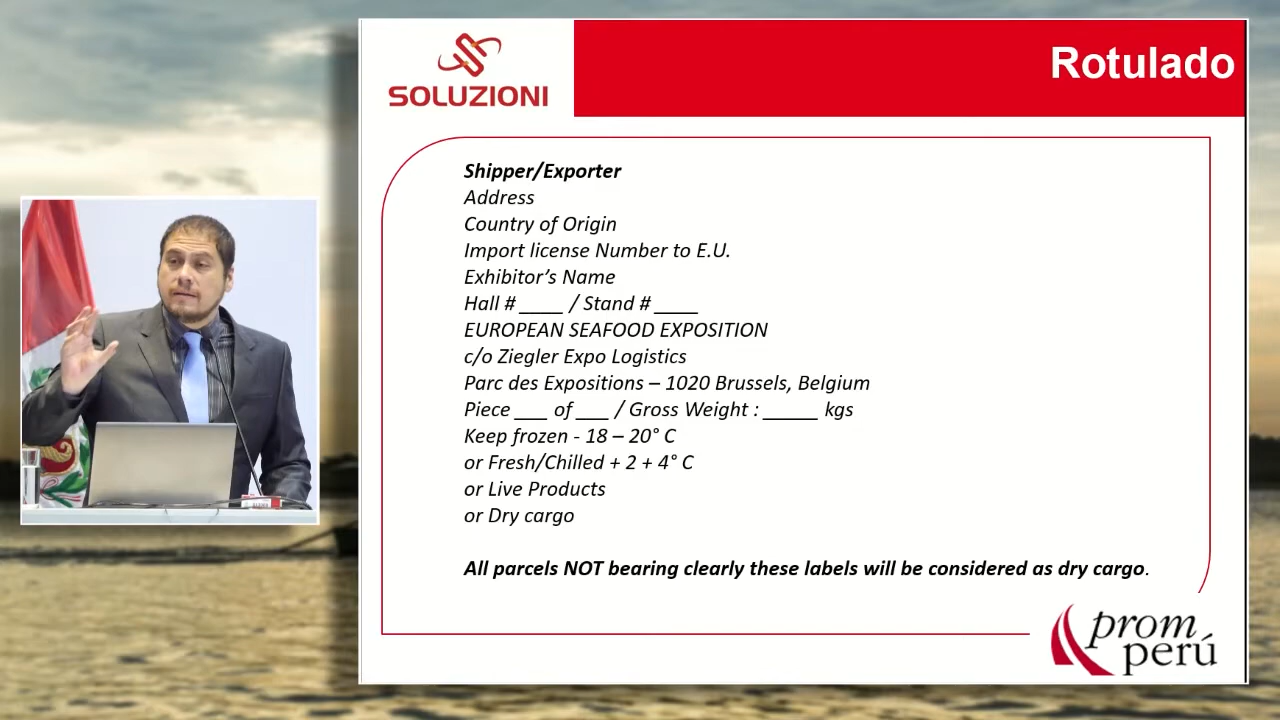 SOLUZIONI
Rotulado
Shipper/Exporter
Address
Country of Origin
Import license Number to E.U.
Exhibitor’s Name
Hall # ____ / Stand # ____
EUROPEAN SEAFOOD EXPOSITION
c/o Ziegler Expo Logistics
Parc des Expositions – 1020 Brussels, Belgium
Piece ___ of ___ / Gross Weight : _____ kgs
Keep frozen - 18 – 20° C
or Fresh/Chilled + 2 + 4° C
or Live Products
or Dry cargo
All parcels NOT bearing clearly these labels will be considered as dry cargo.
prom
perú